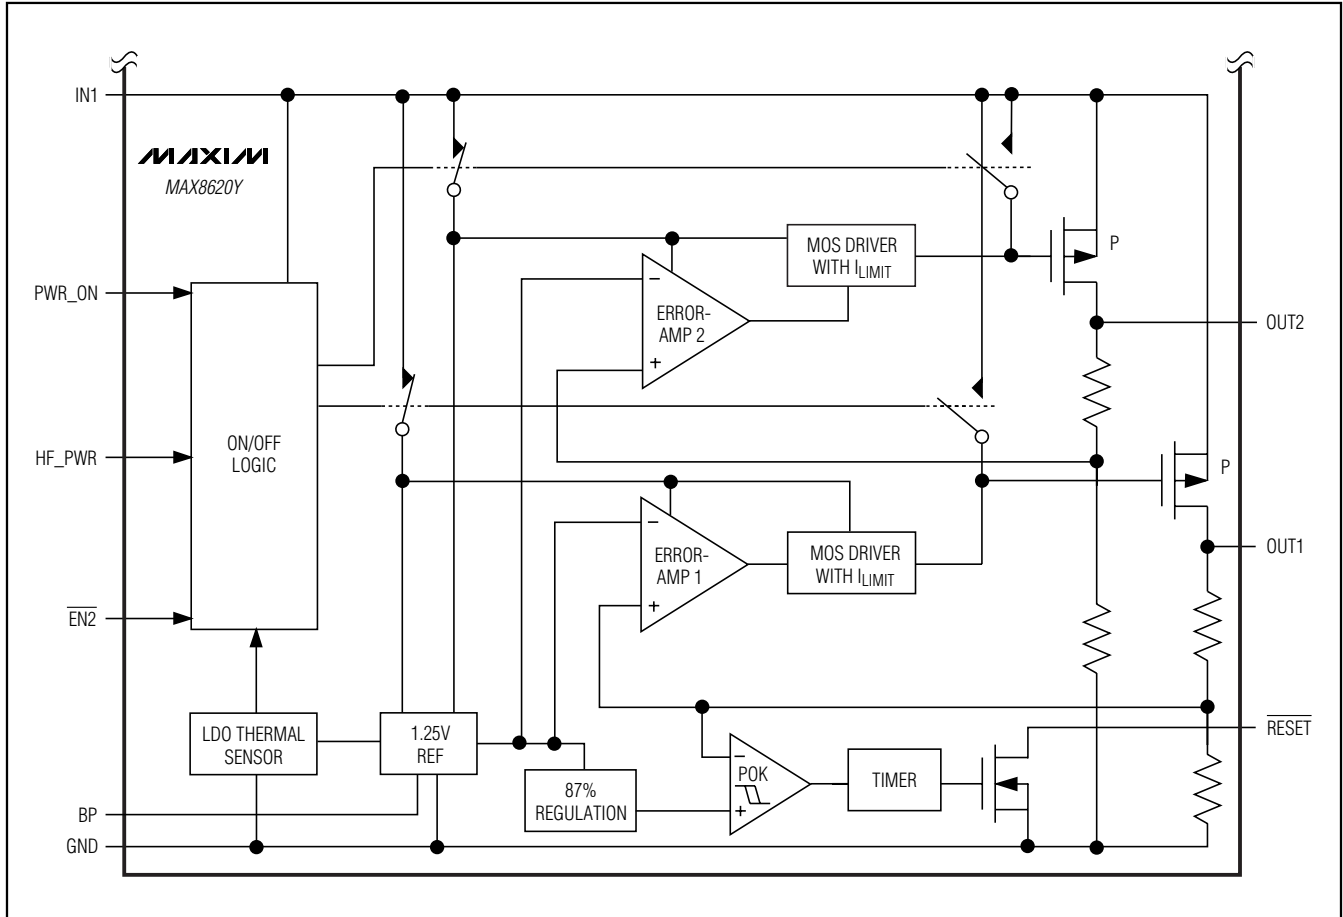 IN1
MAXIM
MAX8620Y
PWR_ON
HF_PWR
EN2
ON/OFF
LOGIC
MOS DRIVER
WITH ILIMIT
−
ERROR-
AMP 2
+
P
OUT2
−
ERROR-
AMP 1
+
MOS DRIVER
WITH ILIMIT
P
OUT1
LDO THERMAL
SENSOR
1.25V
REF
87%
REGULATION
−
POK
+
TIMER
RESET
BP
GND